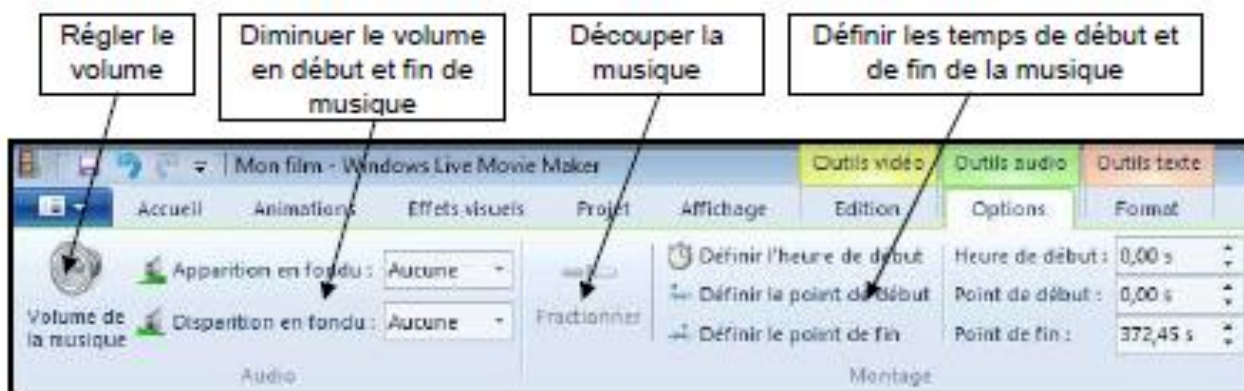 Régler le
volume
Diminuer le volume
en début et fin de
musique
Découper la
musique
Définir les temps de début et
de fin de la musique
Mon film - Windows Live Movie Maker
Outils vidéo
Outils audio
Outils texte
Accueil
Animations
Effets visuels
Projet
Affichage
Edition
Options
Format
Volume de
la musique
Apparition en fondu : Aucune
Disparition en fondu : Aucune
Audio
Fractionner
Définir l'heure de début
Définir le point de début
Définir le point de fin
Heure de début : 0,00 s
Point de début : 0,00 s
Point de fin : 372,45 s
Montage